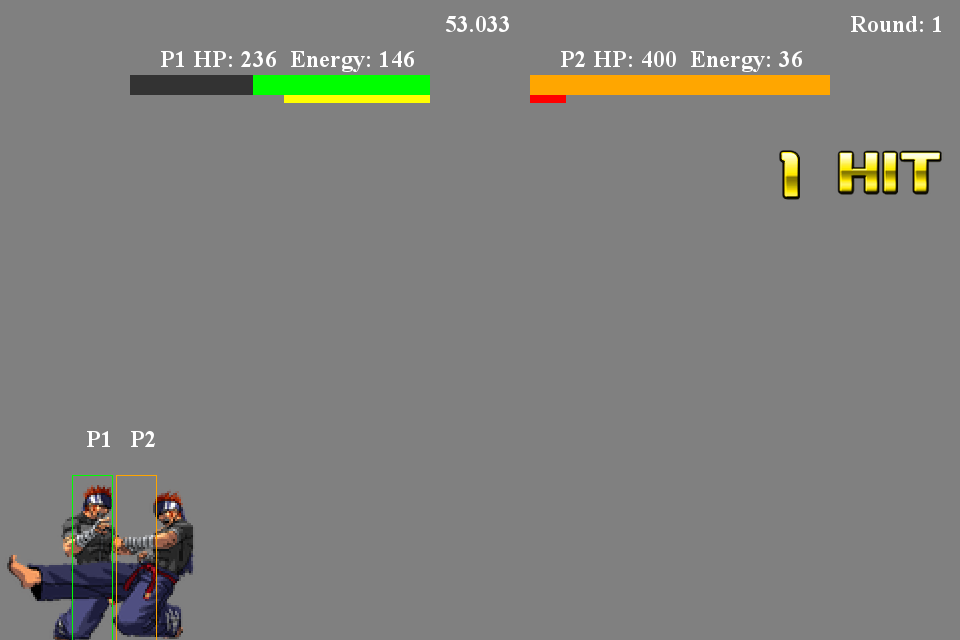 53.033
Round: 1
P1 HP: 236 Energy: 146
P2 HP: 400 Energy: 36
1 HIT
P1
P2